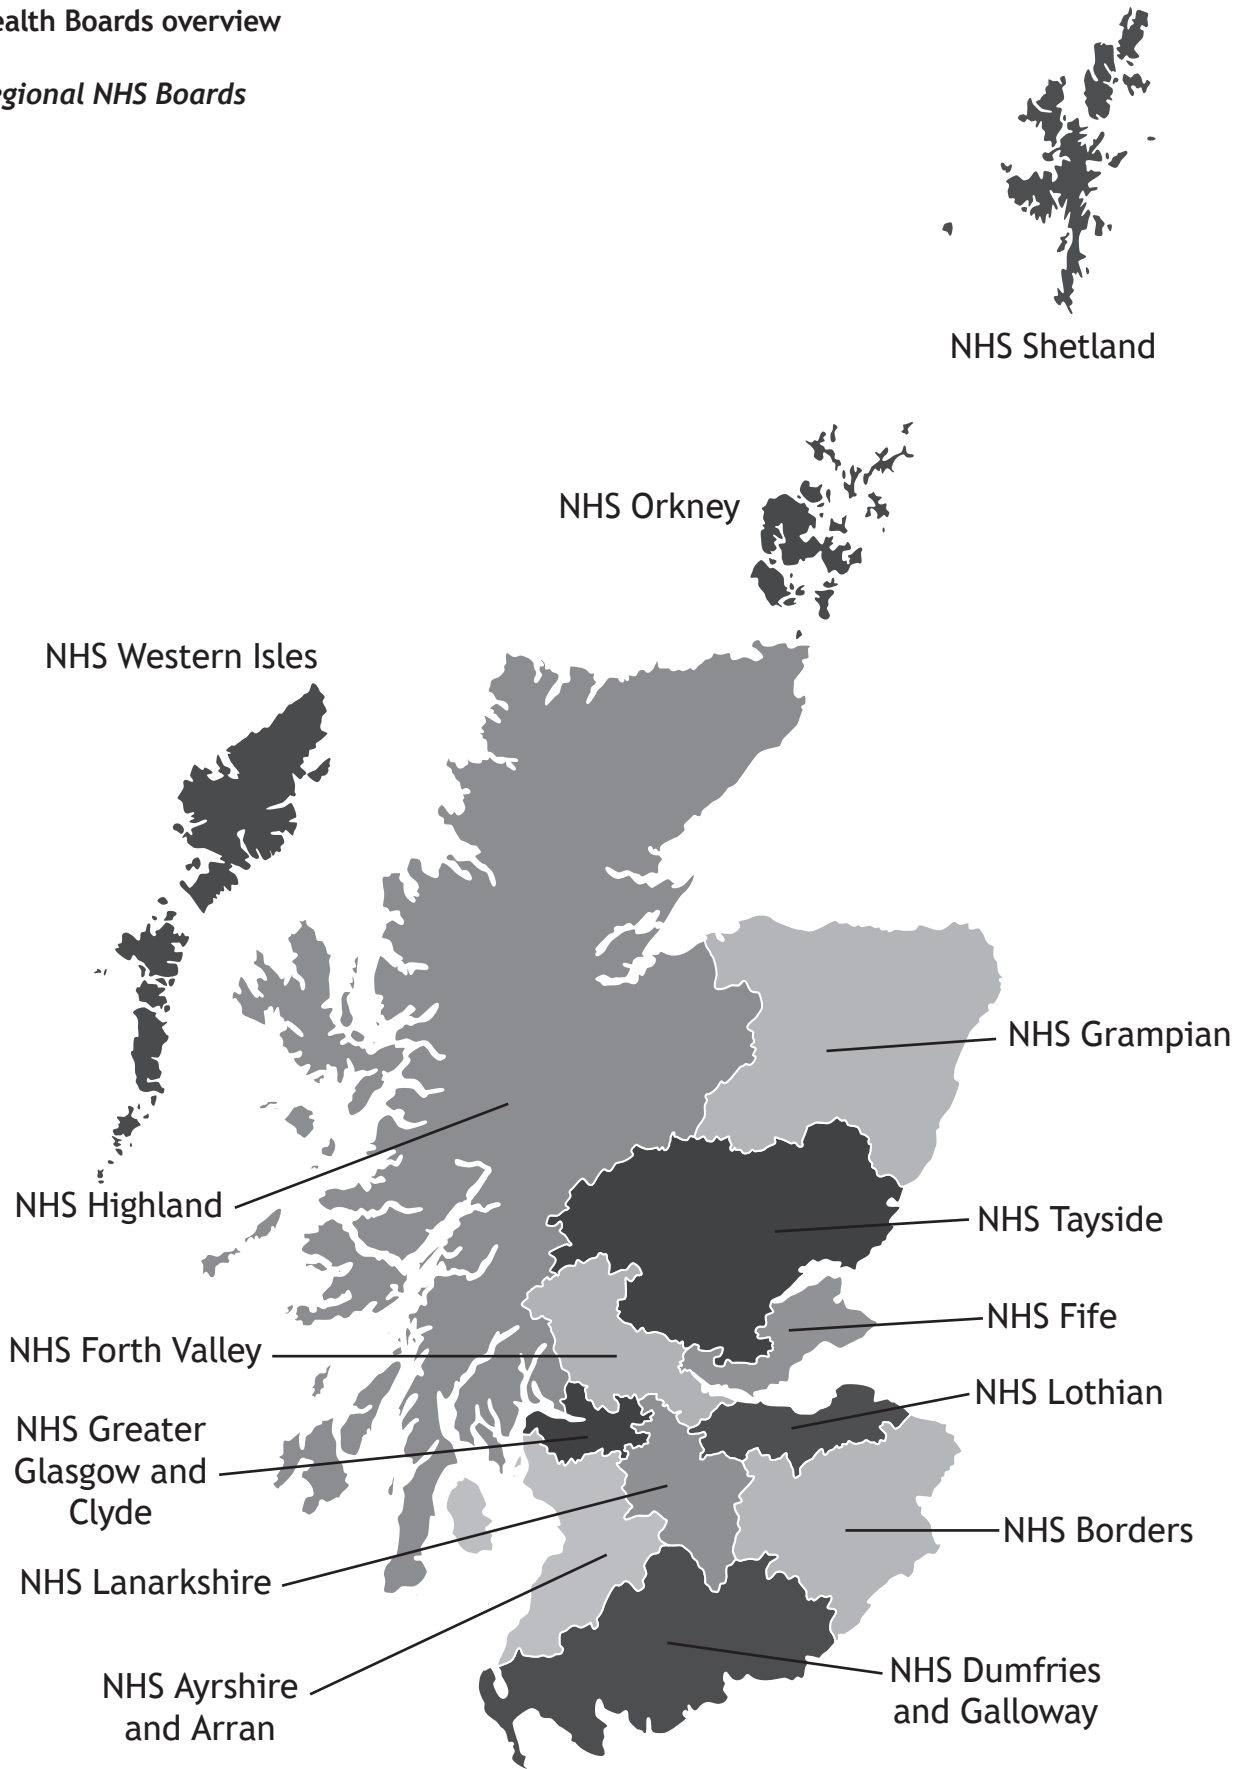 ealth Boards overview
egional NHS Boards
NHS Shetland
NHS Orkney
NHS Western Isles
NHS Grampian
NHS Highland
NHS Tayside
NHS Fife
NHS Forth Valley
NHS Lothian
NHS Greater
Glasgow and
Clyde
NHS Borders
NHS Lanarkshire
NHS Ayrshire
and Arran
NHS Dumfries
and Galloway